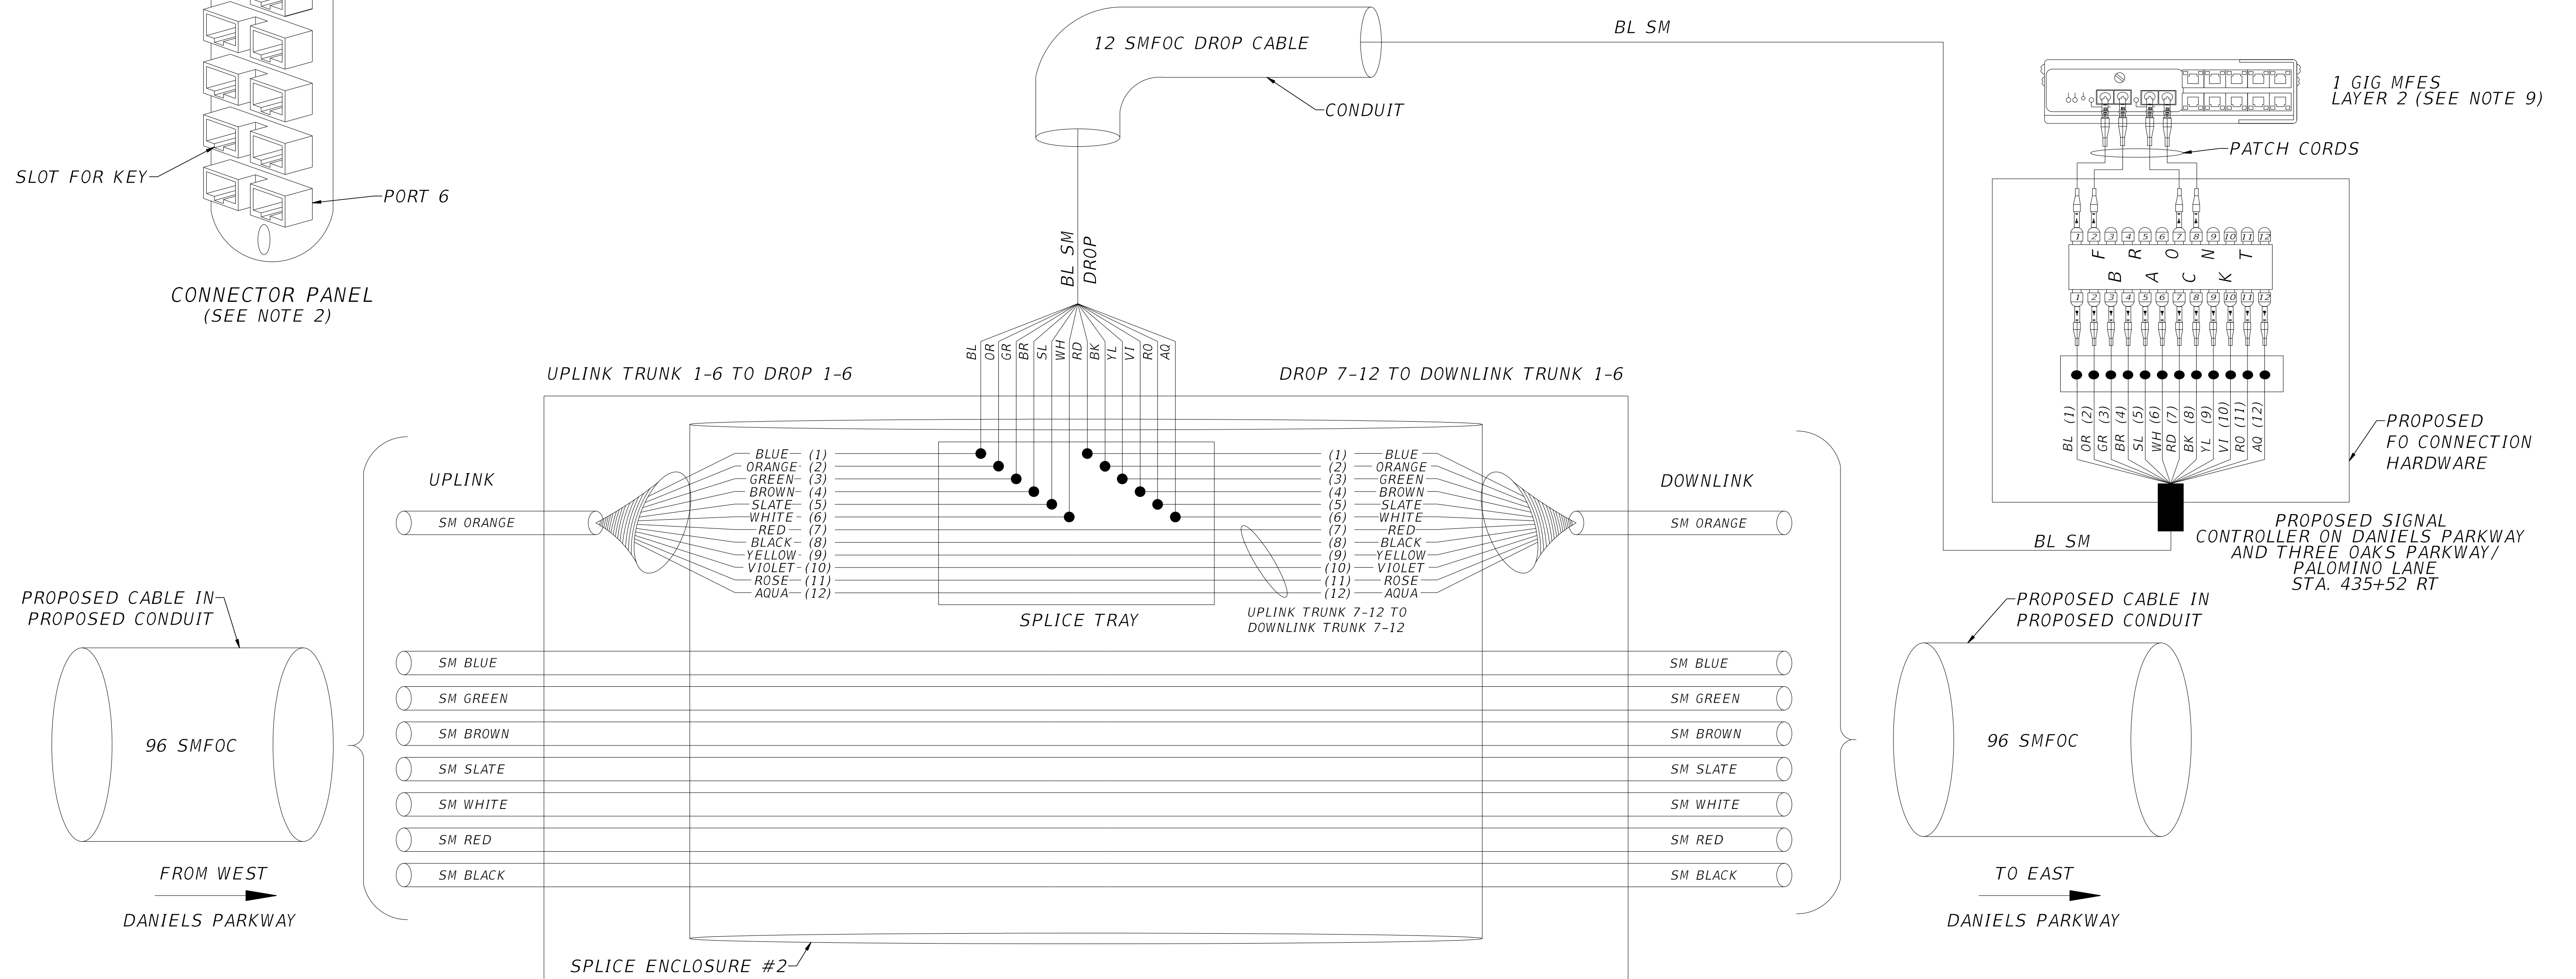 12 SMFOC DROP CABLE
BL SM
CONDUIT
1 GIG MFES
LAYER 2 (SEE NOTE 9)
PATCH CORDS
SLOT FOR KEY
PORT 6
CONNECTOR PANEL
(SEE NOTE 2)
BL SM
DROP
BL
OR
GR
BR
SL
WH
RD
BK
YL
VI
RO
AQ
1 2 3 4 5 6 7 8 9 10 11 12
F R O N T
B A C K
1 2 3 4 5 6 7 8 9 10 11 12
BL (1)
OR (2)
GR (3)
BR (4)
SL (5)
WH (6)
RD (7)
BK (8)
YL (9)
VI (10)
RO (11)
AQ (12)
PROPOSED
FO CONNECTION
HARDWARE
BL SM
PROPOSED SIGNAL
CONTROLLER ON DANIELS PARKWAY
AND THREE OAKS PARKWAY/
PALOMINO LANE
STA. 435+52 RT
UPLINK TRUNK 1-6 TO DROP 1-6
DROP 7-12 TO DOWNLINK TRUNK 1-6
UPLINK
DOWNLINK
SM ORANGE
SM ORANGE
BLUE (1)
ORANGE (2)
GREEN (3)
BROWN (4)
SLATE (5)
WHITE (6)
RED (7)
BLACK (8)
YELLOW (9)
VIOLET (10)
ROSE (11)
AQUA (12)
(1) BLUE
(2) ORANGE
(3) GREEN
(4) BROWN
(5) SLATE
(6) WHITE
(7) RED
(8) BLACK
(9) YELLOW
(10) VIOLET
(11) ROSE
(12) AQUA
SPLICE TRAY
UPLINK TRUNK 7-12 TO
DOWNLINK TRUNK 7-12
PROPOSED CABLE IN
PROPOSED CONDUIT
96 SMFOC
FROM WEST
DANIELS PARKWAY
SM BLUE
SM GREEN
SM BROWN
SM SLATE
SM WHITE
SM RED
SM BLACK
SM BLUE
SM GREEN
SM BROWN
SM SLATE
SM WHITE
SM RED
SM BLACK
PROPOSED CABLE IN
PROPOSED CONDUIT
96 SMFOC
TO EAST
DANIELS PARKWAY
SPLICE ENCLOSURE #2